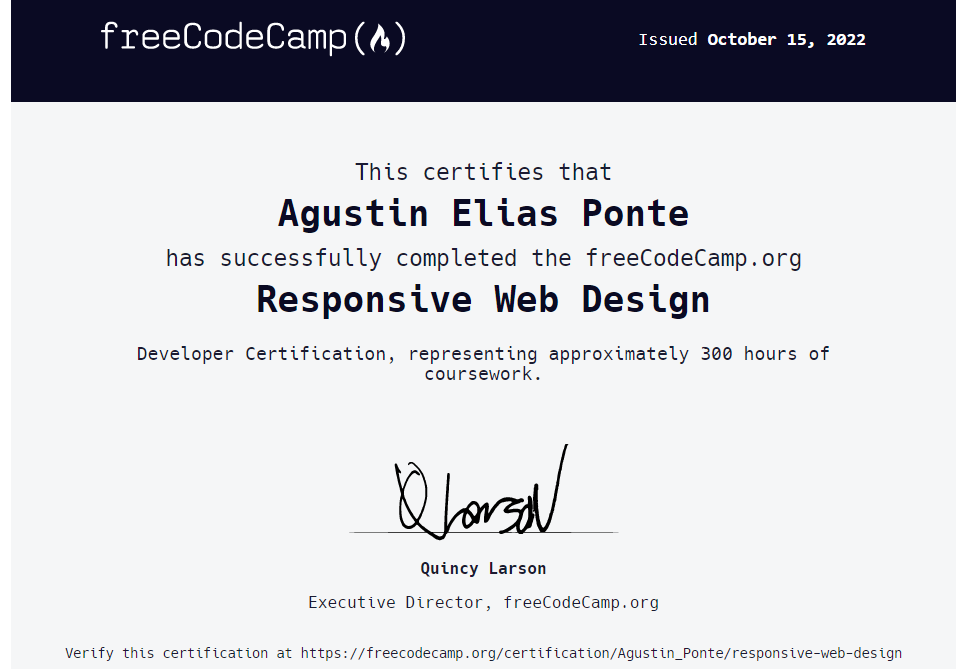 freeCodeCamp(🔥)
Issued October 15, 2022
This certifies that
Agustin Elias Ponte
has successfully completed the freeCodeCamp.org
Responsive Web Design
Developer Certification, representing approximately 300 hours of
coursework.
Q Larson
Quincy Larson
Executive Director, freeCodeCamp.org
Verify this certification at https://freecodecamp.org/certification/Agustin_Ponte/responsive-web-design